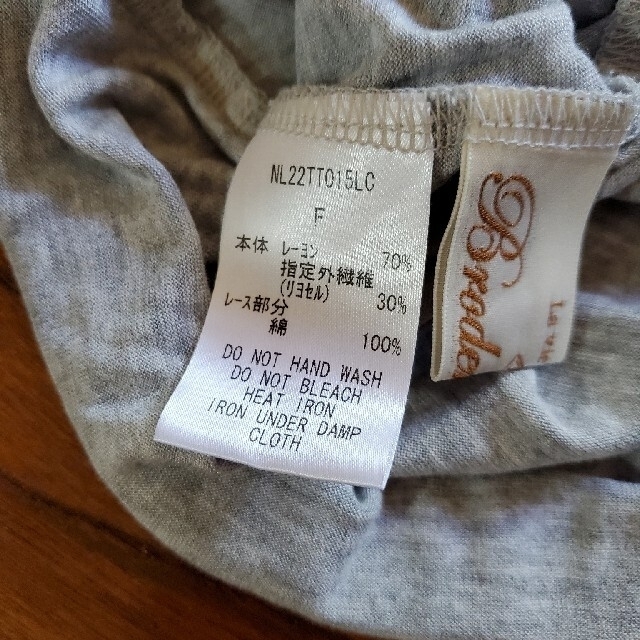 NL22TT015LC
F
本体 レーヨン 70%
指定外繊維
(リヨセル) 30%
レース部分
綿 100%
DO NOT HAND WASH
DO NOT BLEACH
HEAT IRON
IRON UNDER DAMP
CLOTH